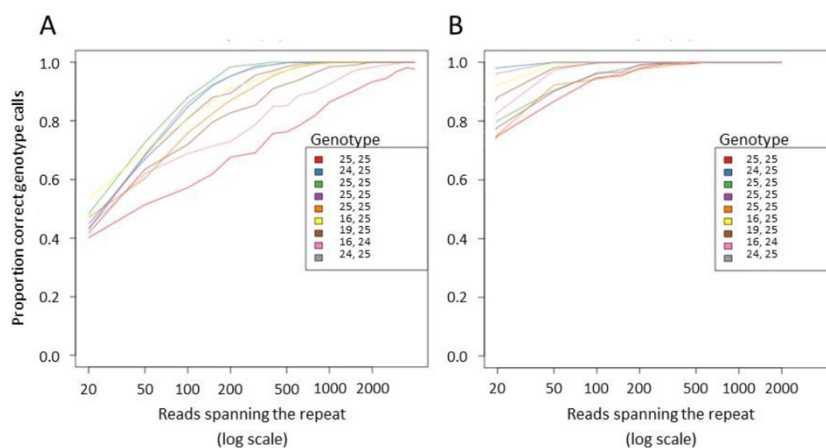 A
Proportion correct genotype calls
1.0
0.8
0.6
0.4
0.2
0.0
Genotype
25, 25
24, 25
25, 25
25, 25
25, 25
16, 25
19, 25
16, 24
24, 25
20 50 100 200 500 1000 2000
Reads spanning the repeat
(log scale)
B
1.0
0.8
0.6
0.4
0.2
0.0
Genotype
25, 25
24, 25
25, 25
25, 25
25, 25
16, 25
19, 25
16, 24
24, 25
20 50 100 200 500 1000 2000
Reads spanning the repeat
(log scale)